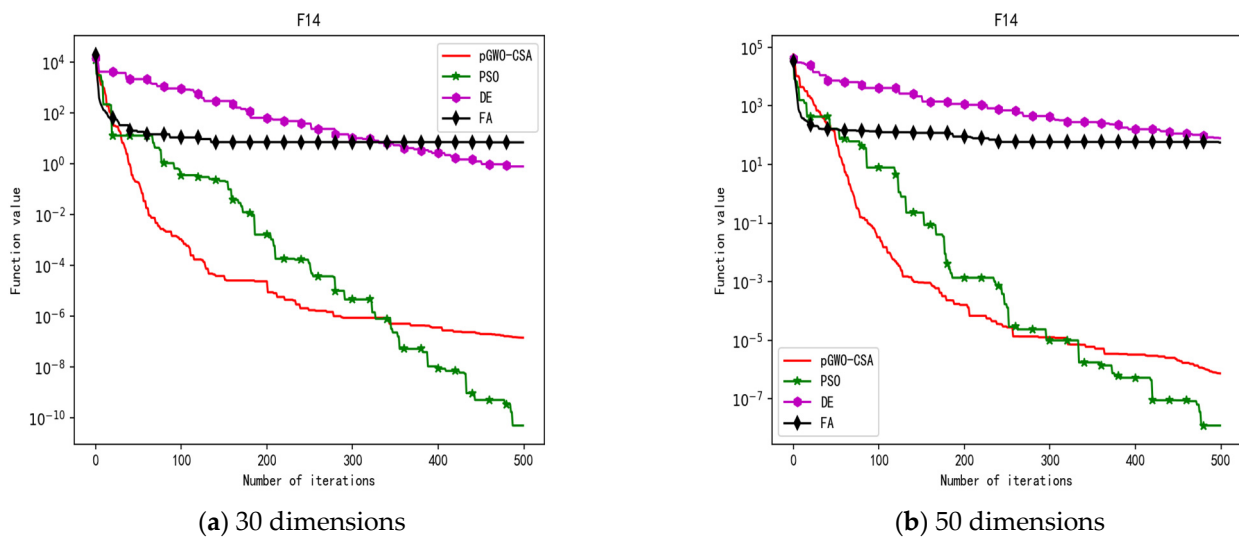 F14
10^4
10^2
10^0
10^-2
10^-4
10^-6
10^-8
10^-10
Function value
0
100
200
300
400
500
Number of iterations
pGWO-CSA
PSO
DE
FA
(a) 30 dimensions
F14
10^5
10^3
10^1
10^-1
10^-3
10^-5
10^-7
Function value
0
100
200
300
400
500
Number of iterations
pGWO-CSA
PSO
DE
FA
(b) 50 dimensions